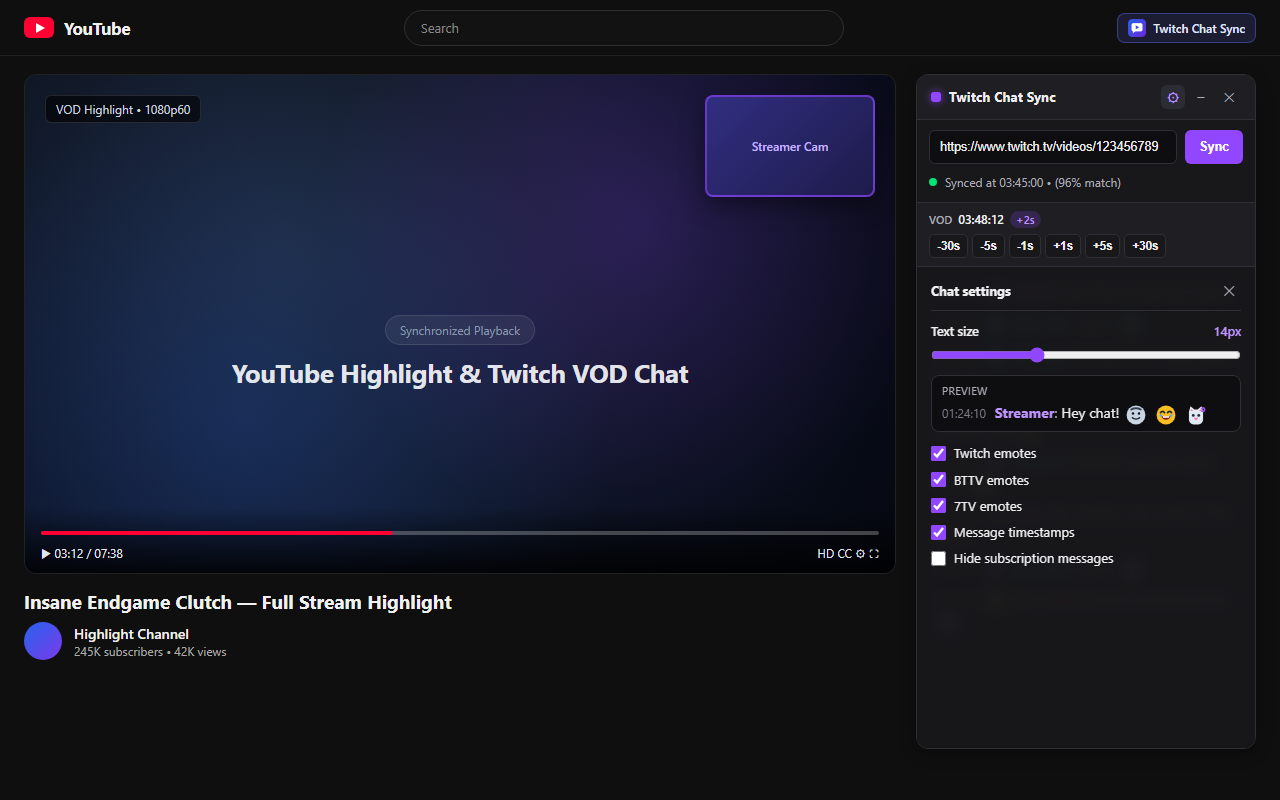 YouTube
Search
Twitch Chat Sync
VOD Highlight • 1080p60
Streamer Cam
Synchronized Playback
YouTube Highlight & Twitch VOD Chat
03:12 / 07:38
HD CC
Insane Endgame Clutch — Full Stream Highlight
Highlight Channel
245K subscribers • 42K views
Twitch Chat Sync
https://www.twitch.tv/videos/123456789
Sync
Synced at 03:45:00 • (96% match)
VOD 03:48:12 +2s
-30s -5s -1s +1s +5s +30s
Chat settings
Text size 14px
PREVIEW
01:24:10 Streamer: Hey chat!
Twitch emotes
BTTV emotes
7TV emotes
Message timestamps
Hide subscription messages